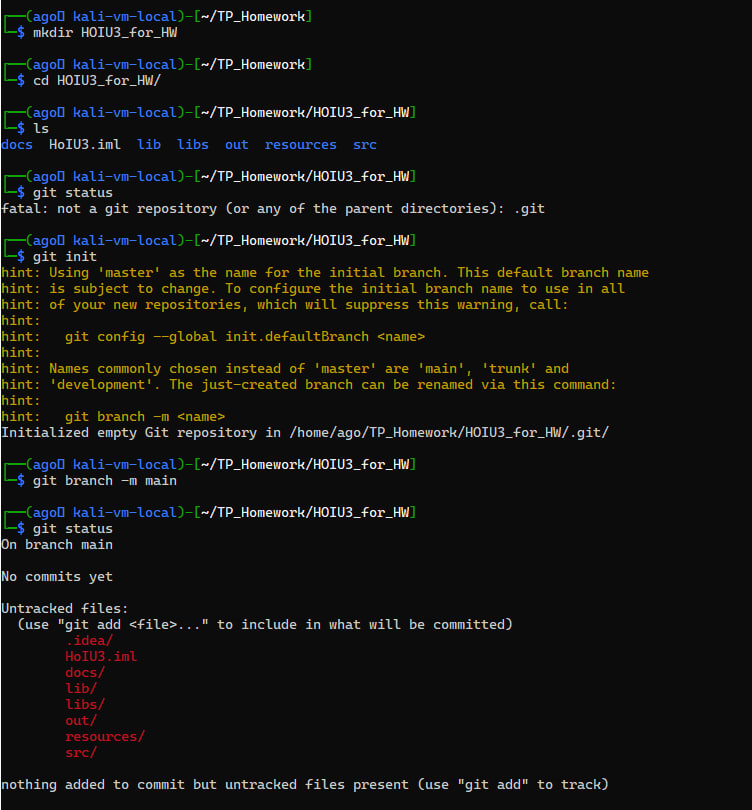 ┌──(ago㉿ kali-vm-local)-[~/TP_Homework]
└─$ mkdir HOIU3_for_HW
┌──(ago㉿ kali-vm-local)-[~/TP_Homework]
└─$ cd HOIU3_for_HW/
┌──(ago㉿ kali-vm-local)-[~/TP_Homework/HOIU3_for_HW]
└─$ ls
docs  HoIU3.iml  lib  libs  out  resources  src
┌──(ago㉿ kali-vm-local)-[~/TP_Homework/HOIU3_for_HW]
└─$ git status
fatal: not a git repository (or any of the parent directories): .git
┌──(ago㉿ kali-vm-local)-[~/TP_Homework/HOIU3_for_HW]
└─$ git init
hint: Using 'master' as the name for the initial branch. This default branch name
hint: is subject to change. To configure the initial branch name to use in all
hint: of your new repositories, which will suppress this warning, call:
hint:
hint:   git config --global init.defaultBranch <name>
hint:
hint: Names commonly chosen instead of 'master' are 'main', 'trunk' and
hint: 'development'. The just-created branch can be renamed via this command:
hint:
hint:   git branch -m <name>
Initialized empty Git repository in /home/ago/TP_Homework/HOIU3_for_HW/.git/
┌──(ago㉿ kali-vm-local)-[~/TP_Homework/HOIU3_for_HW]
└─$ git branch -m main
┌──(ago㉿ kali-vm-local)-[~/TP_Homework/HOIU3_for_HW]
└─$ git status
On branch main
No commits yet
Untracked files:
  (use "git add <file>..." to include in what will be committed)
        .idea/
        HoIU3.iml
        docs/
        lib/
        libs/
        out/
        resources/
        src/
nothing added to commit but untracked files present (use "git add" to track)